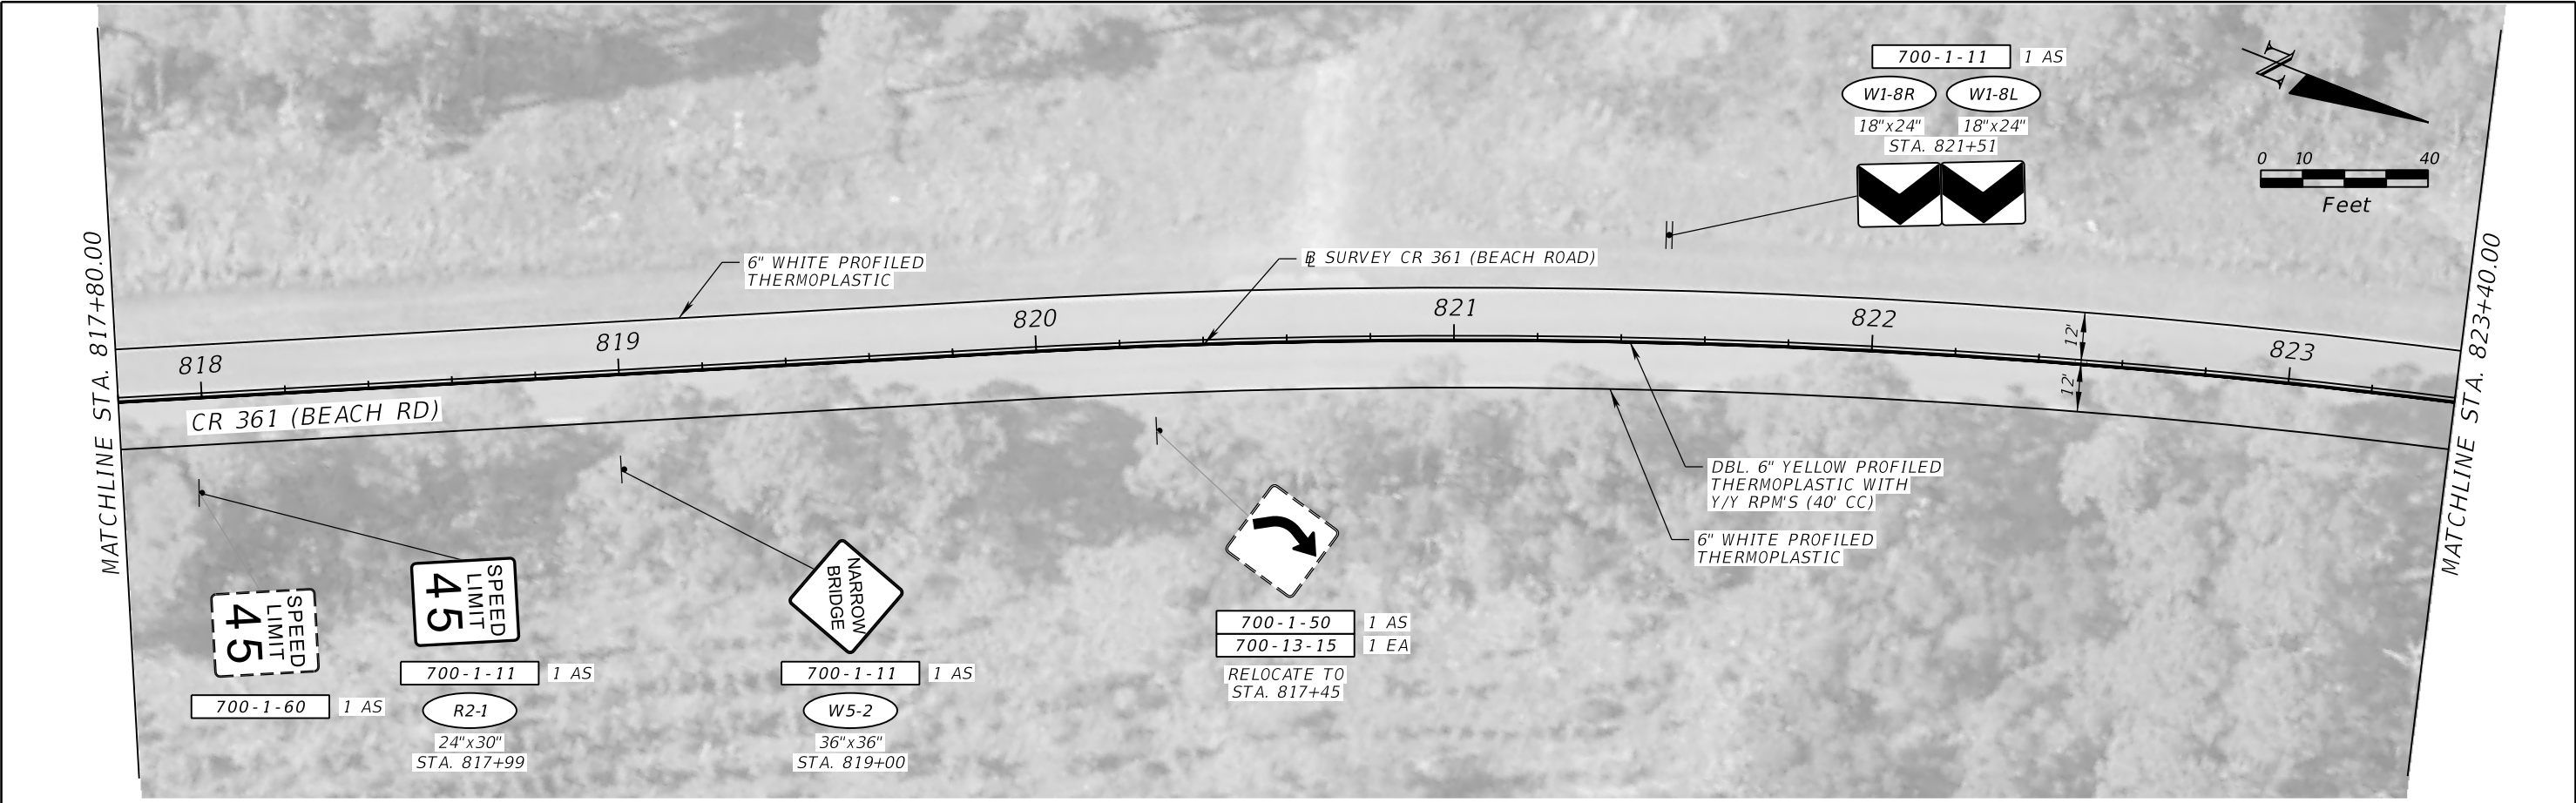 700-1-11 1 AS
W1-8R W1-8L
18"x24" 18"x24"
STA. 821+51
N
0 10 40
Feet
MATCHLINE STA. 817+80.00
6" WHITE PROFILED
THERMOPLASTIC
BL SURVEY CR 361 (BEACH ROAD)
818 819 820 821 822 823
12'
12'
CR 361 (BEACH RD)
MATCHLINE STA. 823+40.00
DBL. 6" YELLOW PROFILED
THERMOPLASTIC WITH
Y/Y RPM'S (40' CC)
6" WHITE PROFILED
THERMOPLASTIC
SPEED
LIMIT
45
700-1-60 1 AS
SPEED
LIMIT
45
700-1-11 1 AS
R2-1
24"x30"
STA. 817+99
NARROW
BRIDGE
700-1-11 1 AS
W5-2
36"x36"
STA. 819+00
700-1-50 1 AS
700-13-15 1 EA
RELOCATE TO
STA. 817+45